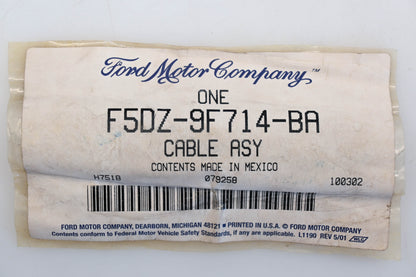 Ford Motor Company™
ONE
F5DZ-9F714-BA
CABLE ASY
CONTENTS MADE IN MEXICO
H7518 079258 100302
FORD MOTOR COMPANY, DEARBORN, MICHIGAN 48121 • PRINTED IN U.S.A. © FORD MOTOR COMPANY
Contents conform to Federal Motor Vehicle Safety Standards, if any are applicable. L1190 REV 5/01